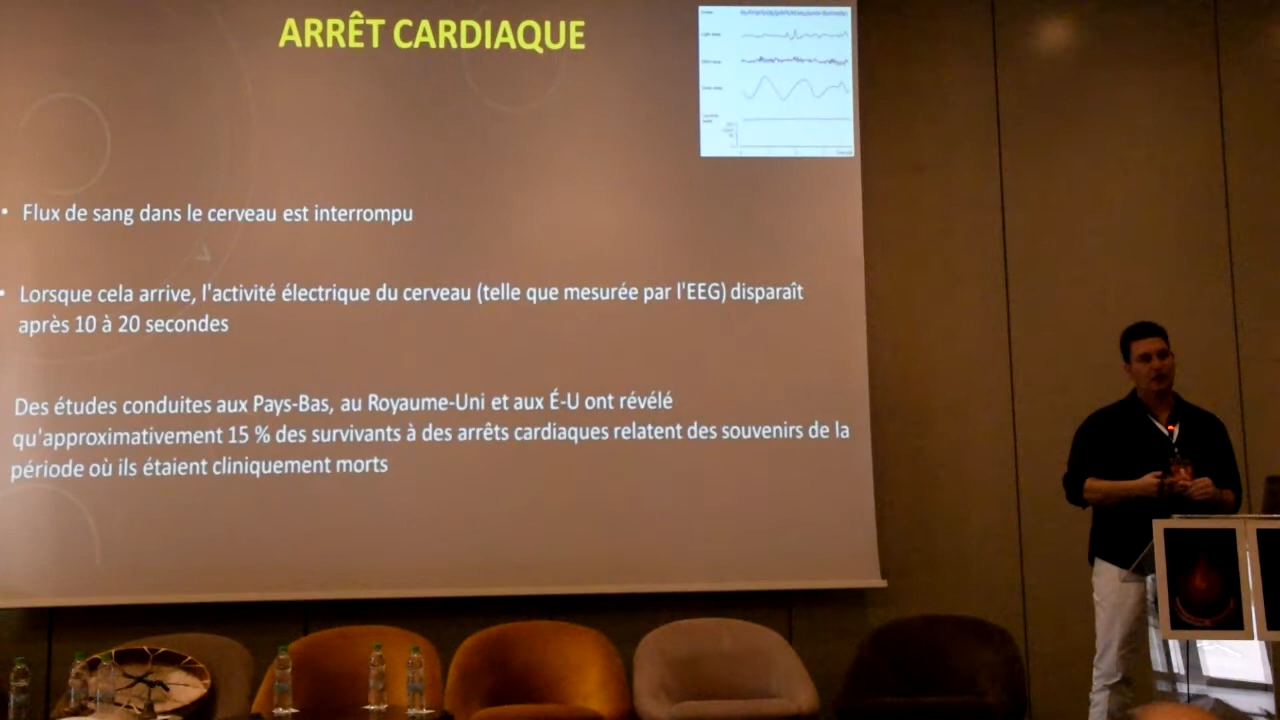 ARRÊT CARDIAQUE
• Flux de sang dans le cerveau est interrompu
• Lorsque cela arrive, l'activité électrique du cerveau (telle que mesurée par l'EEG) disparaît
après 10 à 20 secondes
Des études conduites aux Pays-Bas, au Royaume-Uni et aux É-U ont révélé
qu'approximativement 15 % des survivants à des arrêts cardiaques relatent des souvenirs de la
période où ils étaient cliniquement morts